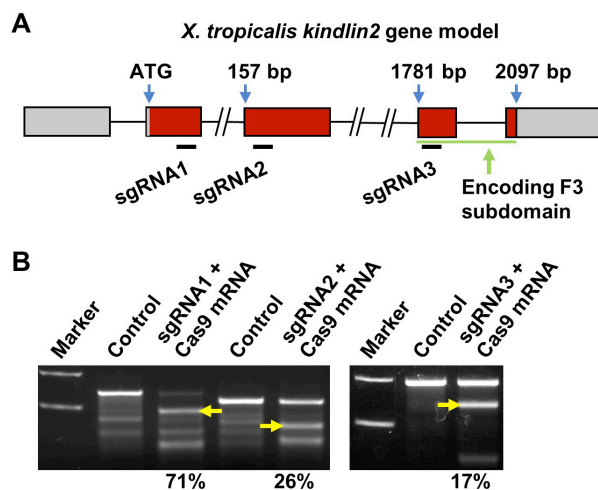 A
X. tropicalis kindlin2 gene model
ATG 157 bp 1781 bp 2097 bp
sgRNA1 sgRNA2 sgRNA3
Encoding F3
subdomain
B
Marker
Control
sgRNA1 +
Cas9 mRNA
Control
sgRNA2 +
Cas9 mRNA
Marker
Control
sgRNA3 +
Cas9 mRNA
71% 26% 17%